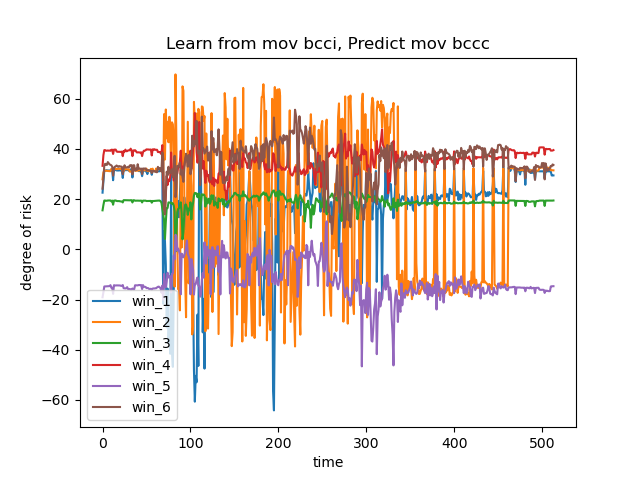 Learn from mov bcci, Predict mov bccc
degree of risk
60
40
20
0
−20
−40
−60
win_1
win_2
win_3
win_4
win_5
win_6
0 100 200 300 400 500
time